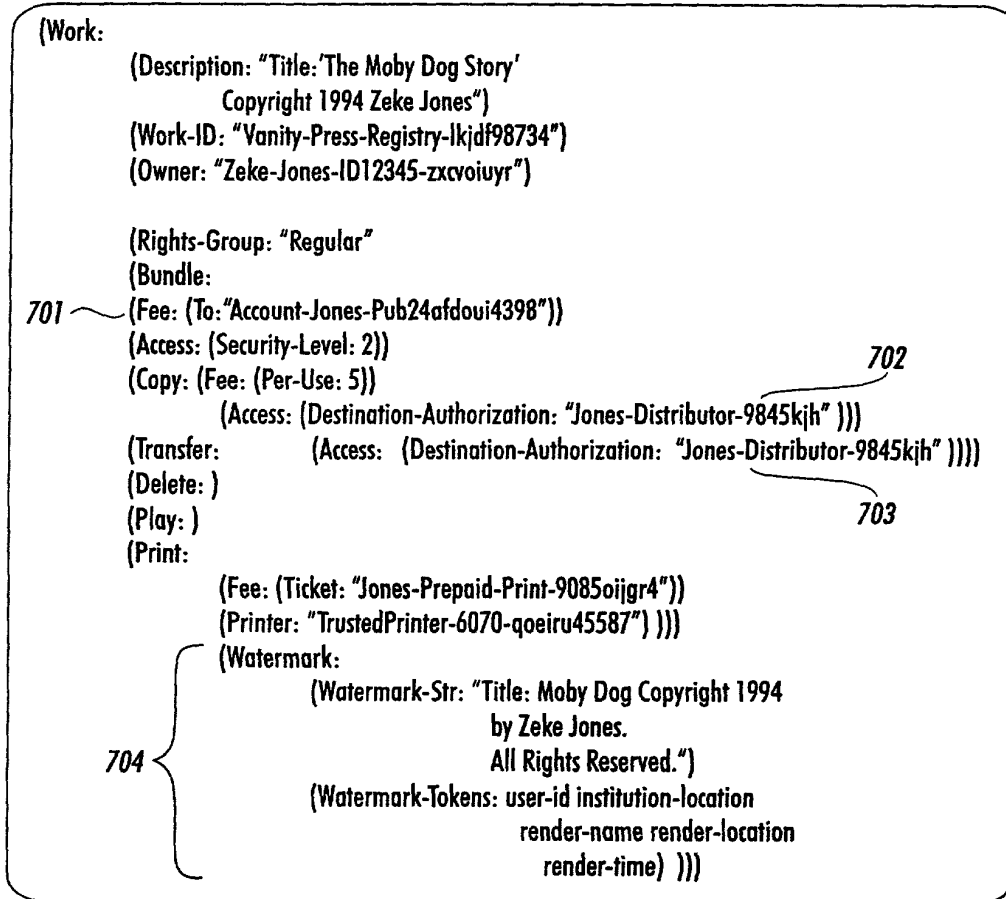 (Work:
(Description: "Title:'The Moby Dog Story'
Copyright 1994 Zeke Jones")
(Work-ID: "Vanity-Press-Registry-lkjdf98734")
(Owner: "Zeke-Jones-ID12345-zxcvoiuyr")
(Rights-Group: "Regular"
(Bundle:
701 (Fee: (To:"Account-Jones-Pub24afdoui4398"))
(Access: (Security-Level: 2))
702
(Copy: (Fee: (Per-Use: 5))
(Access: (Destination-Authorization: "Jones-Distributor-9845kjh" )))
(Transfer: (Access: (Destination-Authorization: "Jones-Distributor-9845kjh" ))))
(Delete: )
703
(Play: )
(Print:
(Fee: (Ticket: "Jones-Prepaid-Print-9085oijgr4"))
(Printer: "TrustedPrinter-6070-qoeiru45587") )))
(Watermark:
(Watermark-Str: "Title: Moby Dog Copyright 1994
by Zeke Jones.
704 All Rights Reserved.")
(Watermark-Tokens: user-id institution-location
render-name render-location
render-time) )))